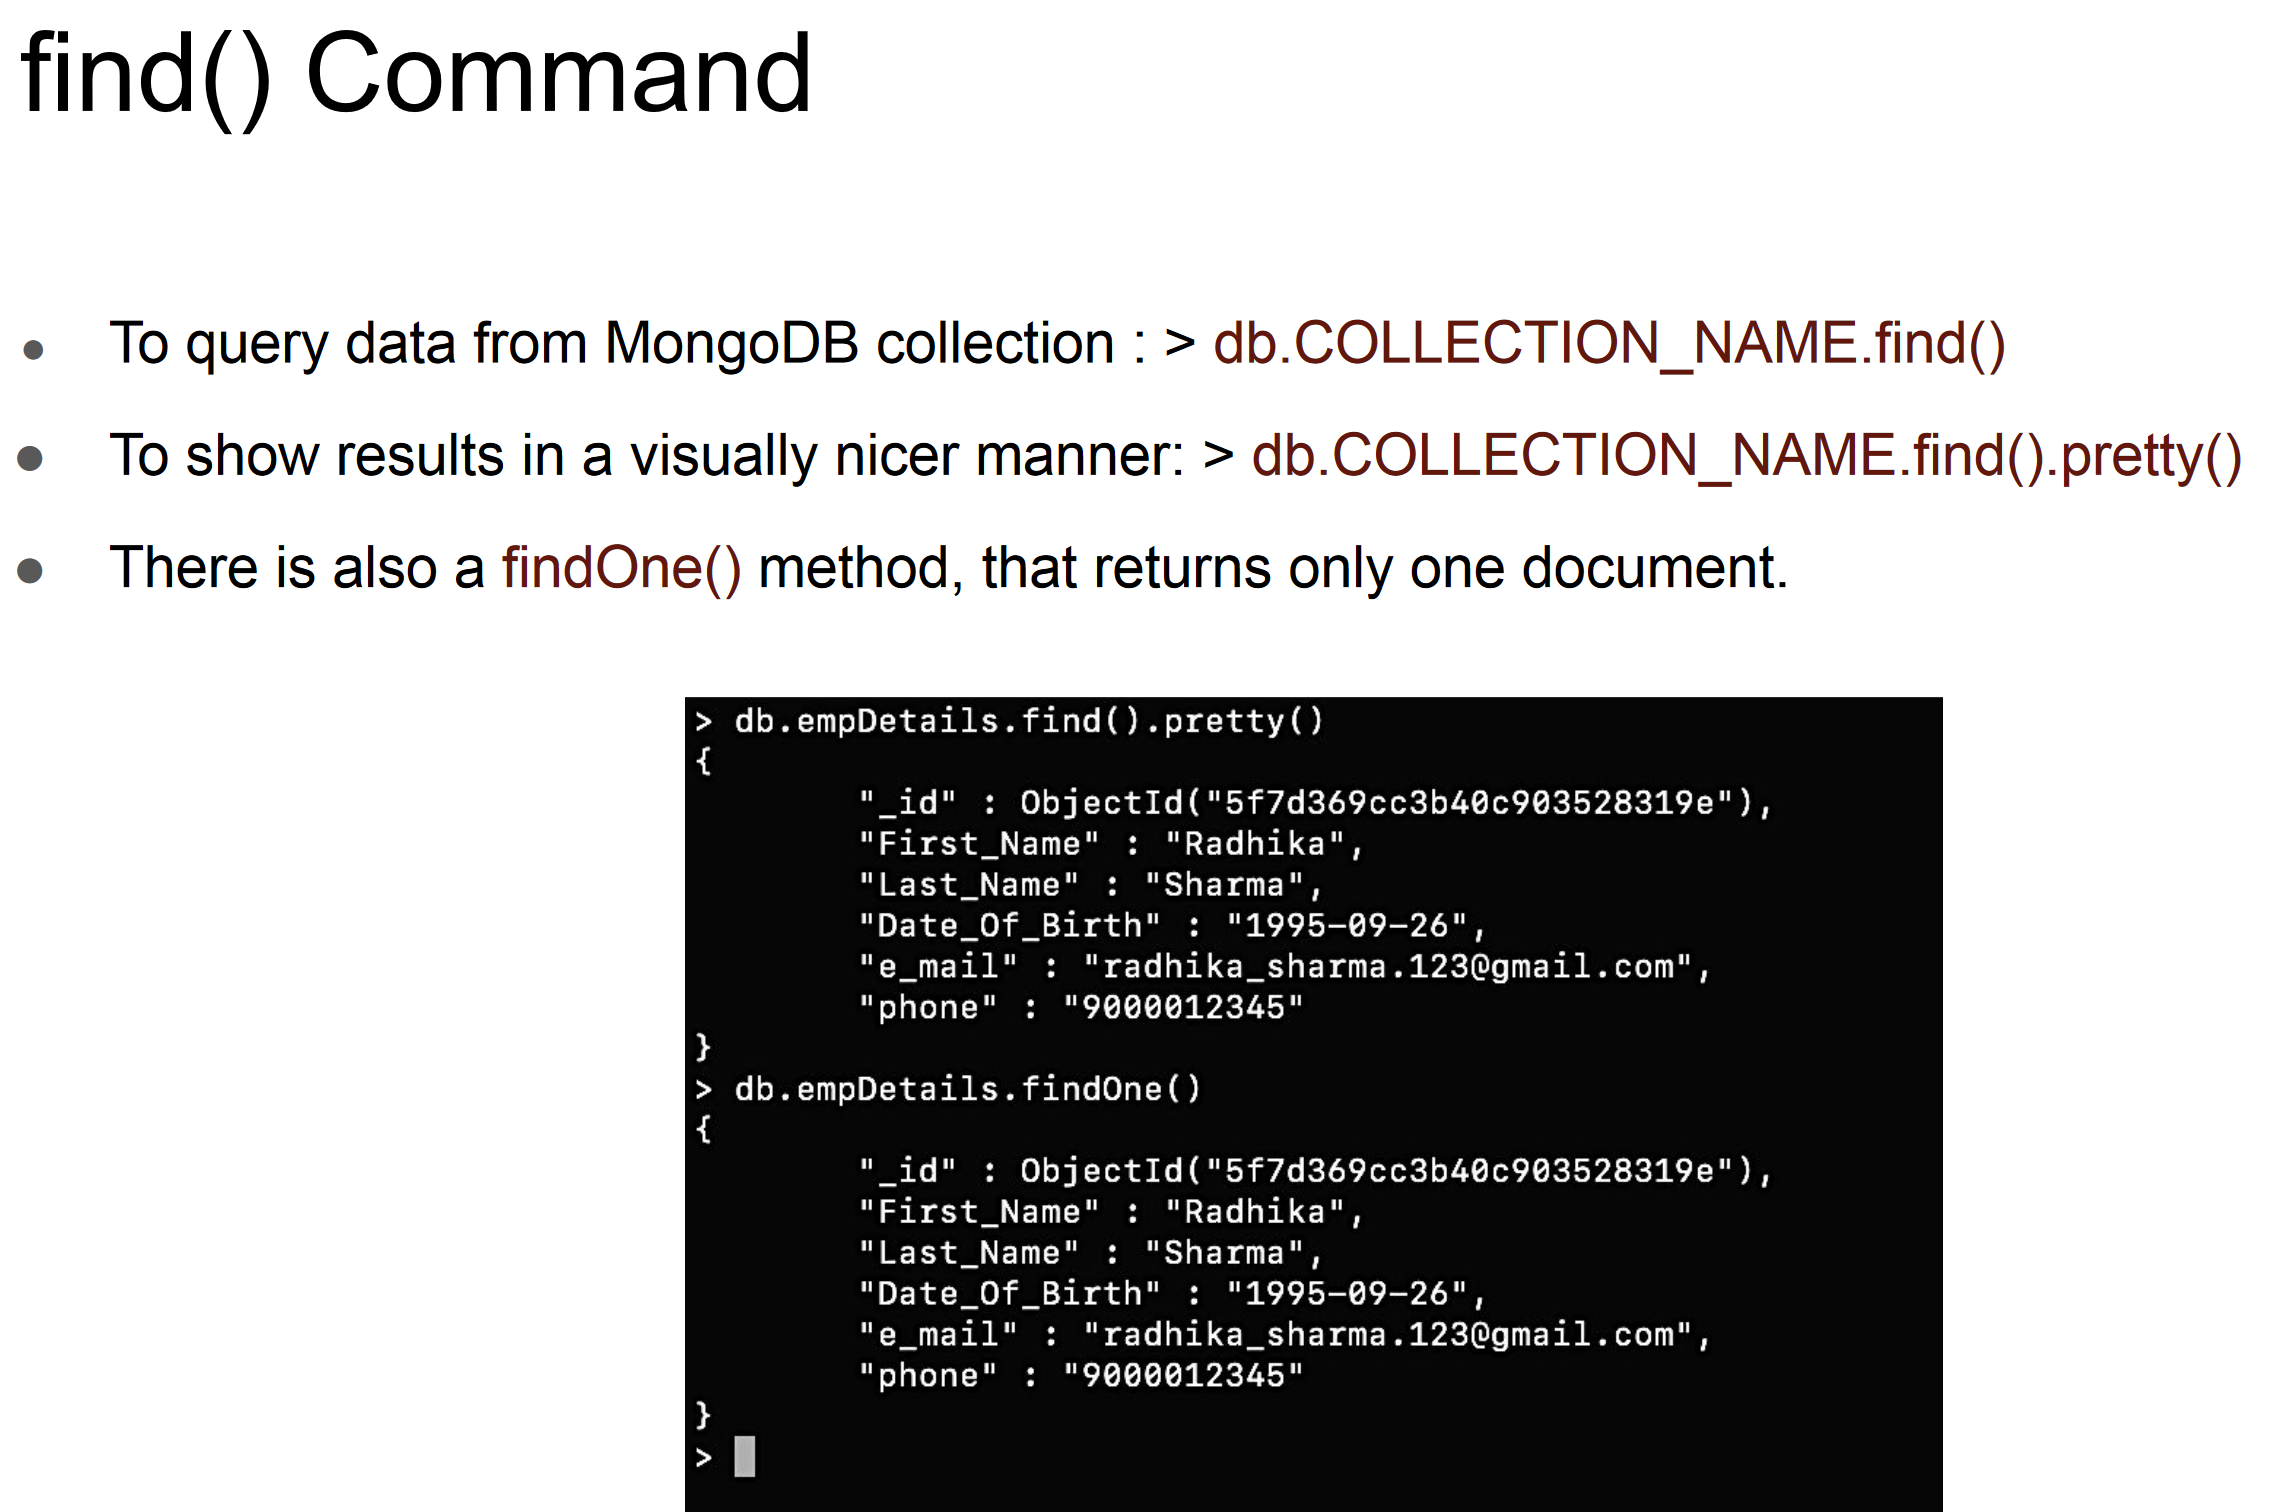 find() Command
● To query data from MongoDB collection : > db.COLLECTION_NAME.find()
● To show results in a visually nicer manner: > db.COLLECTION_NAME.find().pretty()
● There is also a findOne() method, that returns only one document.
> db.empDetails.find().pretty()
{
        "_id" : ObjectId("5f7d369cc3b40c903528319e"),
        "First_Name" : "Radhika",
        "Last_Name" : "Sharma",
        "Date_Of_Birth" : "1995-09-26",
        "e_mail" : "radhika_sharma.123@gmail.com",
        "phone" : "9000012345"
}
> db.empDetails.findOne()
{
        "_id" : ObjectId("5f7d369cc3b40c903528319e"),
        "First_Name" : "Radhika",
        "Last_Name" : "Sharma",
        "Date_Of_Birth" : "1995-09-26",
        "e_mail" : "radhika_sharma.123@gmail.com",
        "phone" : "9000012345"
}
>